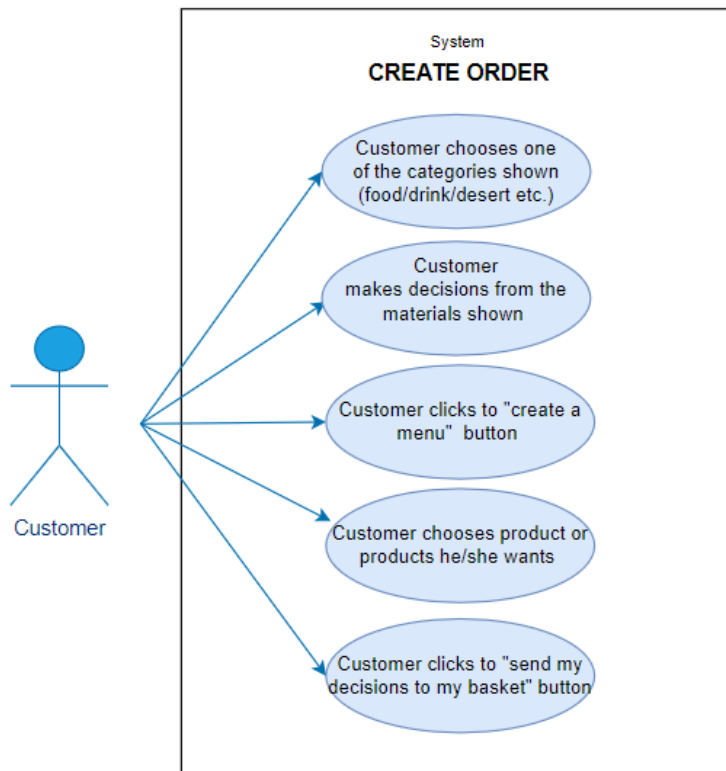 System
CREATE ORDER
Customer chooses one
of the categories shown
(food/drink/desert etc.)
Customer
makes decisions from the
materials shown
Customer clicks to "create a
menu" button
Customer chooses product or
products he/she wants
Customer clicks to "send my
decisions to my basket" button
Customer